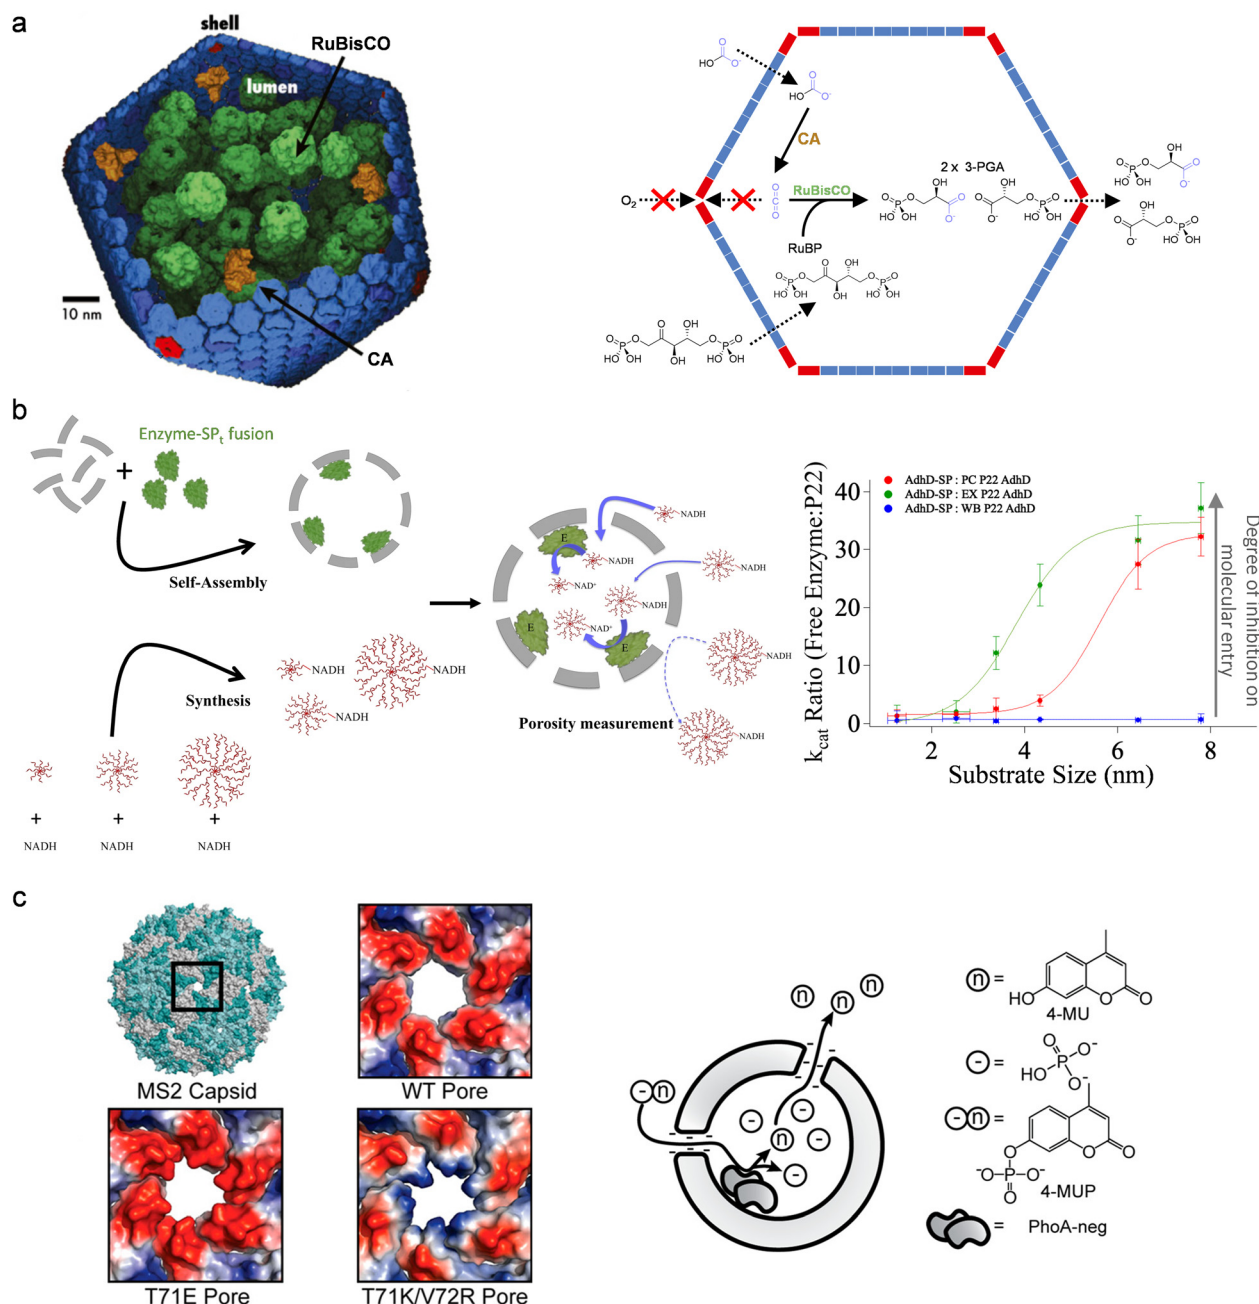 a
shell
RuBisCO
lumen
10 nm
CA
HO
O
O⁻
O
HO
O⁻
CA
O₂
O=C=O
RuBisCO
RuBP
2 x 3-PGA
b
Enzyme-SPt fusion
+
Self-Assembly
Synthesis
NADH
NADH
NADH
+
+
+
NADH
NADH
NADH
E
E
E
NADH
NADH
NAD⁺
NADH
NADH
NAD⁺
NADH
NADH
Porosity measurement
AdhD-SP : PC P22 AdhD
AdhD-SP : EX P22 AdhD
AdhD-SP : WB P22 AdhD
kcat Ratio (Free Enzyme:P22)
40
30
20
10
0
2 4 6 8
Substrate Size (nm)
Degree of inhibition on
molecular entry
c
MS2 Capsid
WT Pore
T71E Pore
T71K/V72R Pore
n
n
n
-n
-
-
-
n
-
n =
HO
O
O
4-MU
- =
O
HO
P
O⁻
O⁻
-n =
O
O
O
⁻O
P
O⁻
O
4-MUP
= PhoA-neg